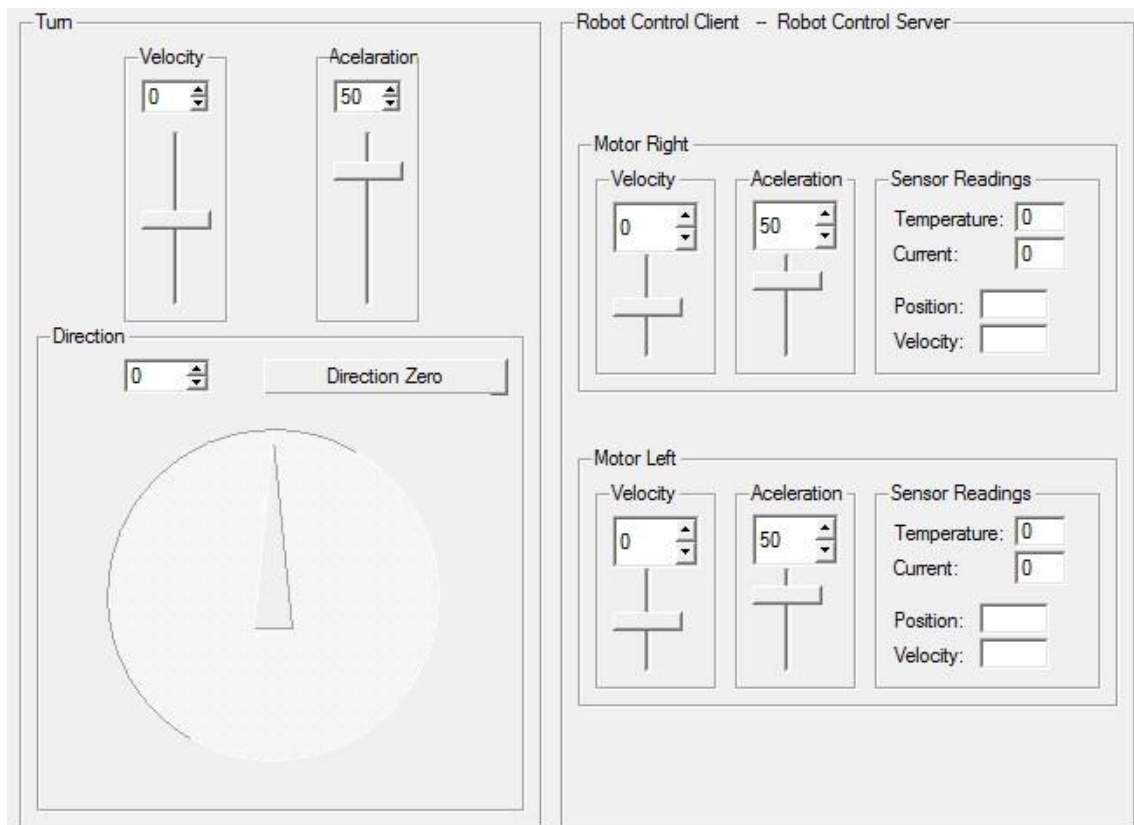 Turn
Velocity
Acelaration
0
50
Direction
0
Direction Zero
Robot Control Client -- Robot Control Server
Motor Right
Velocity
Aceleration
Sensor Readings
0
50
Temperature: 0
Current: 0
Position:
Velocity:
Motor Left
Velocity
Aceleration
Sensor Readings
0
50
Temperature: 0
Current: 0
Position:
Velocity: